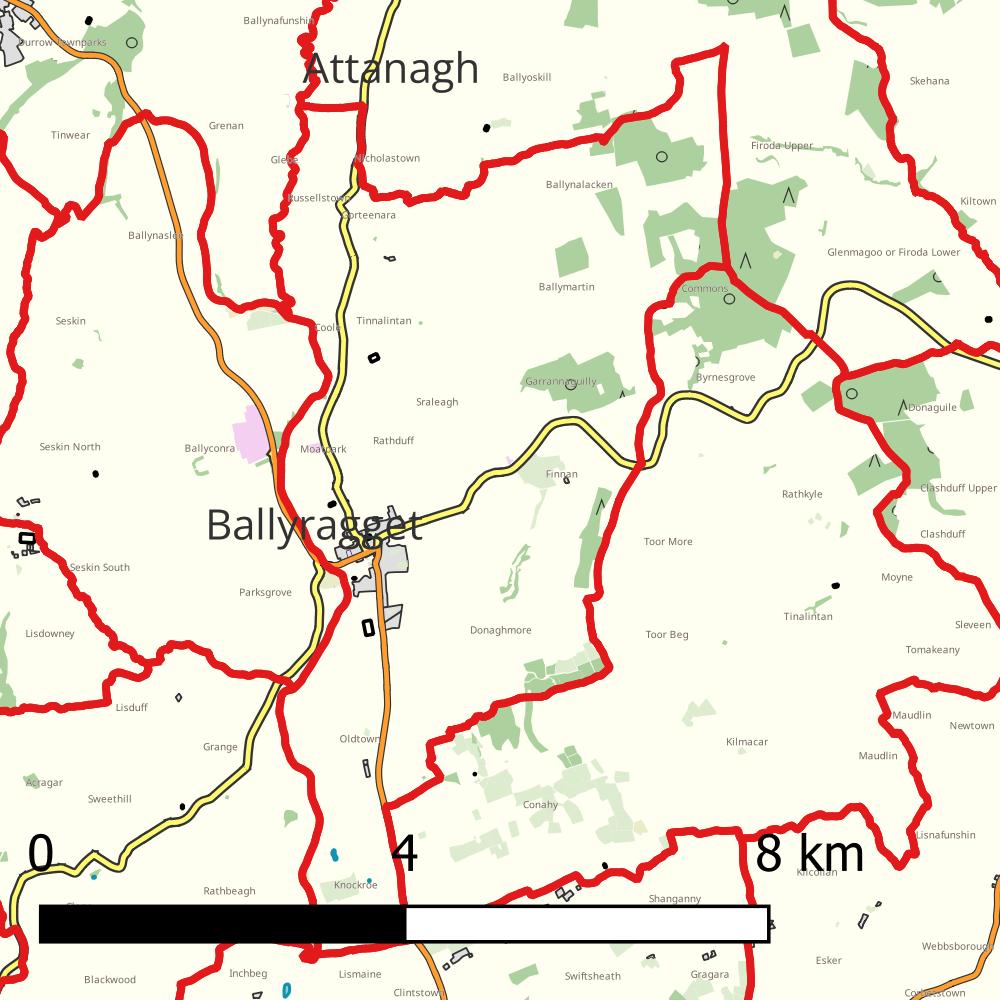 Ballynafunshin
Durrow Townparks
Attanagh
Ballyoskill
Skehana
Grenan
Tinwear
Firoda Upper
Glebe
Nicholastown
Ballynalacken
Russellstown
Kiltown
Gorteenara
Ballynaslee
Glenmagoo or Firoda Lower
Ballymartin
Commons
Seskin
Tinnalintan
Coole
Byrnesgrove
Garrannaguilly
Sraleagh
Donaguile
Rathduff
Seskin North
Ballyconra
Moatpark
Finnan
Clashduff Upper
Rathkyle
Ballyragget
Clashduff
Toor More
Seskin South
Moyne
Parksgrove
Tinalintan
Sleveen
Lisdowney
Donaghmore
Toor Beg
Tomakeany
Lisduff
Maudlin
Newtown
Oldtown
Kilmacar
Grange
Maudlin
Acragar
Sweethill
Conahy
Lisnafunshin
0
4
8 km
Kilcollan
Knockroe
Rathbeagh
Shanganny
Webbsborough
Esker
Inchbeg
Lismaine
Swiftsheath
Gragara
Blackwood
Clintstown
Corbetstown